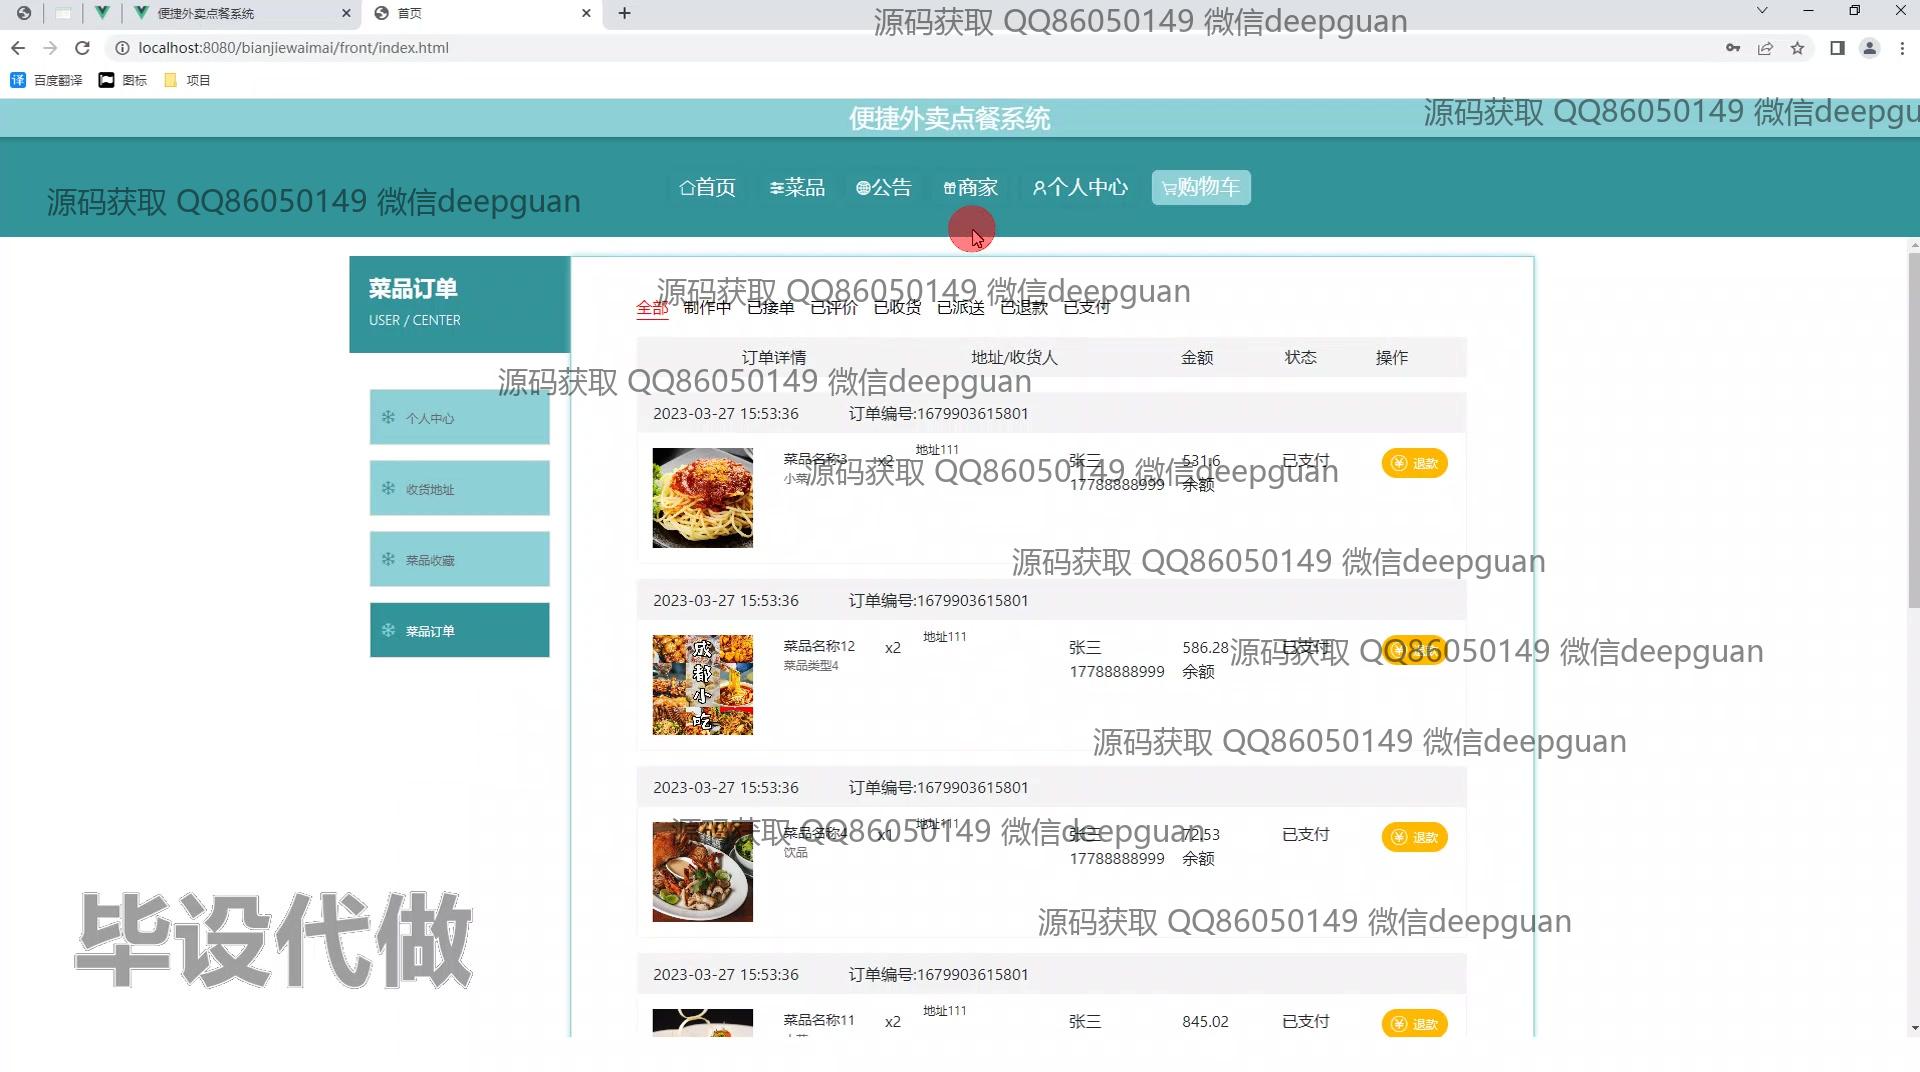 便捷外卖点餐系统
首页
源码获取 QQ86050149 微信deepguan
localhost:8080/bianjiewaimai/front/index.html
译 百度翻译 图标 项目
便捷外卖点餐系统
源码获取 QQ86050149 微信deepgu
首页 菜品 公告 商家 个人中心 购物车
源码获取 QQ86050149 微信deepguan
菜品订单
USER / CENTER
源码获取 QQ86050149 微信deepguan
全部 制作中 已接单 已评价 已收货 已派送 已退款 已支付
订单详情 地址/收货人 金额 状态 操作
源码获取 QQ86050149 微信deepguan
个人中心
收货地址
菜品收藏
菜品订单
2023-03-27 15:53:36 订单编号:1679903615801
菜品名称3 x2 地址111 张三 531.6 已支付 退款
小菜 17788888999 余额
源码获取 QQ86050149 微信deepguan
源码获取 QQ86050149 微信deepguan
2023-03-27 15:53:36 订单编号:1679903615801
成都小吃
菜品名称12 x2 地址111 张三 586.28 已支付
菜品类型4 17788888999 余额
源码获取 QQ86050149 微信deepguan
源码获取 QQ86050149 微信deepguan
2023-03-27 15:53:36 订单编号:1679903615801
菜品名称4 x1 地址111 张三 72.53 已支付 退款
饮品 17788888999 余额
源码获取 QQ86050149 微信deepguan
源码获取 QQ86050149 微信deepguan
毕设代做
2023-03-27 15:53:36 订单编号:1679903615801
菜品名称11 x2 地址111 张三 845.02 已支付 退款